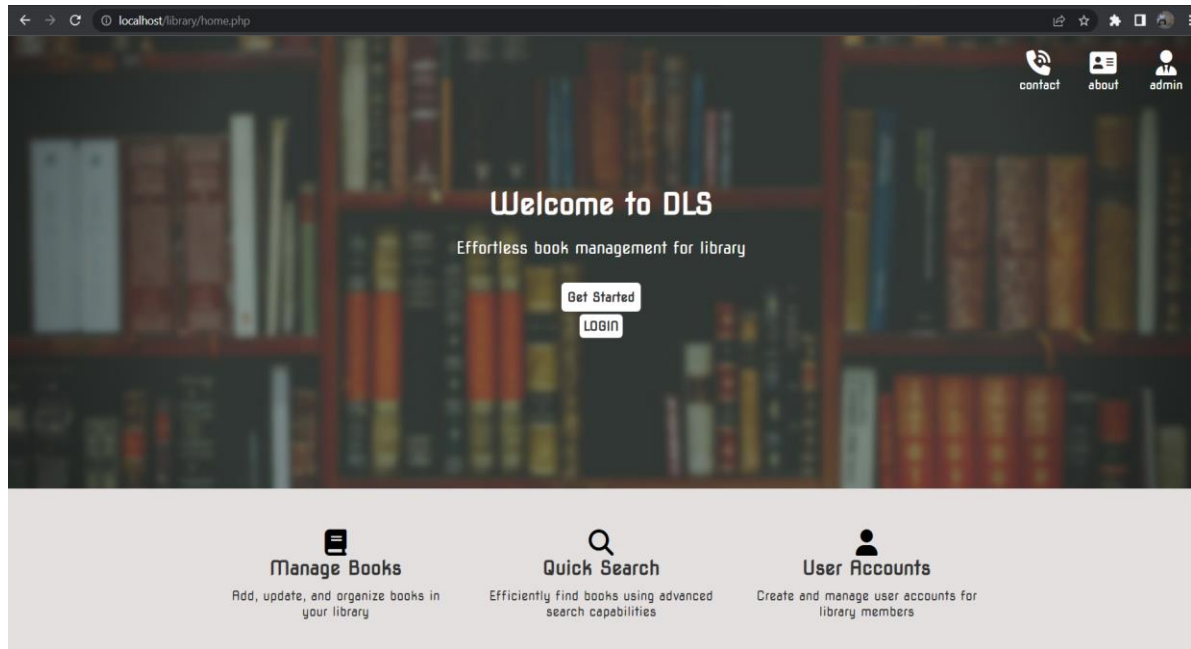 localhost/library/home.php
contact about admin
Welcome to DLS
Effortless book management for library
Get Started
LOGIN
Manage Books
Add, update, and organize books in
your library
Quick Search
Efficiently find books using advanced
search capabilities
User Accounts
Create and manage user accounts for
library members